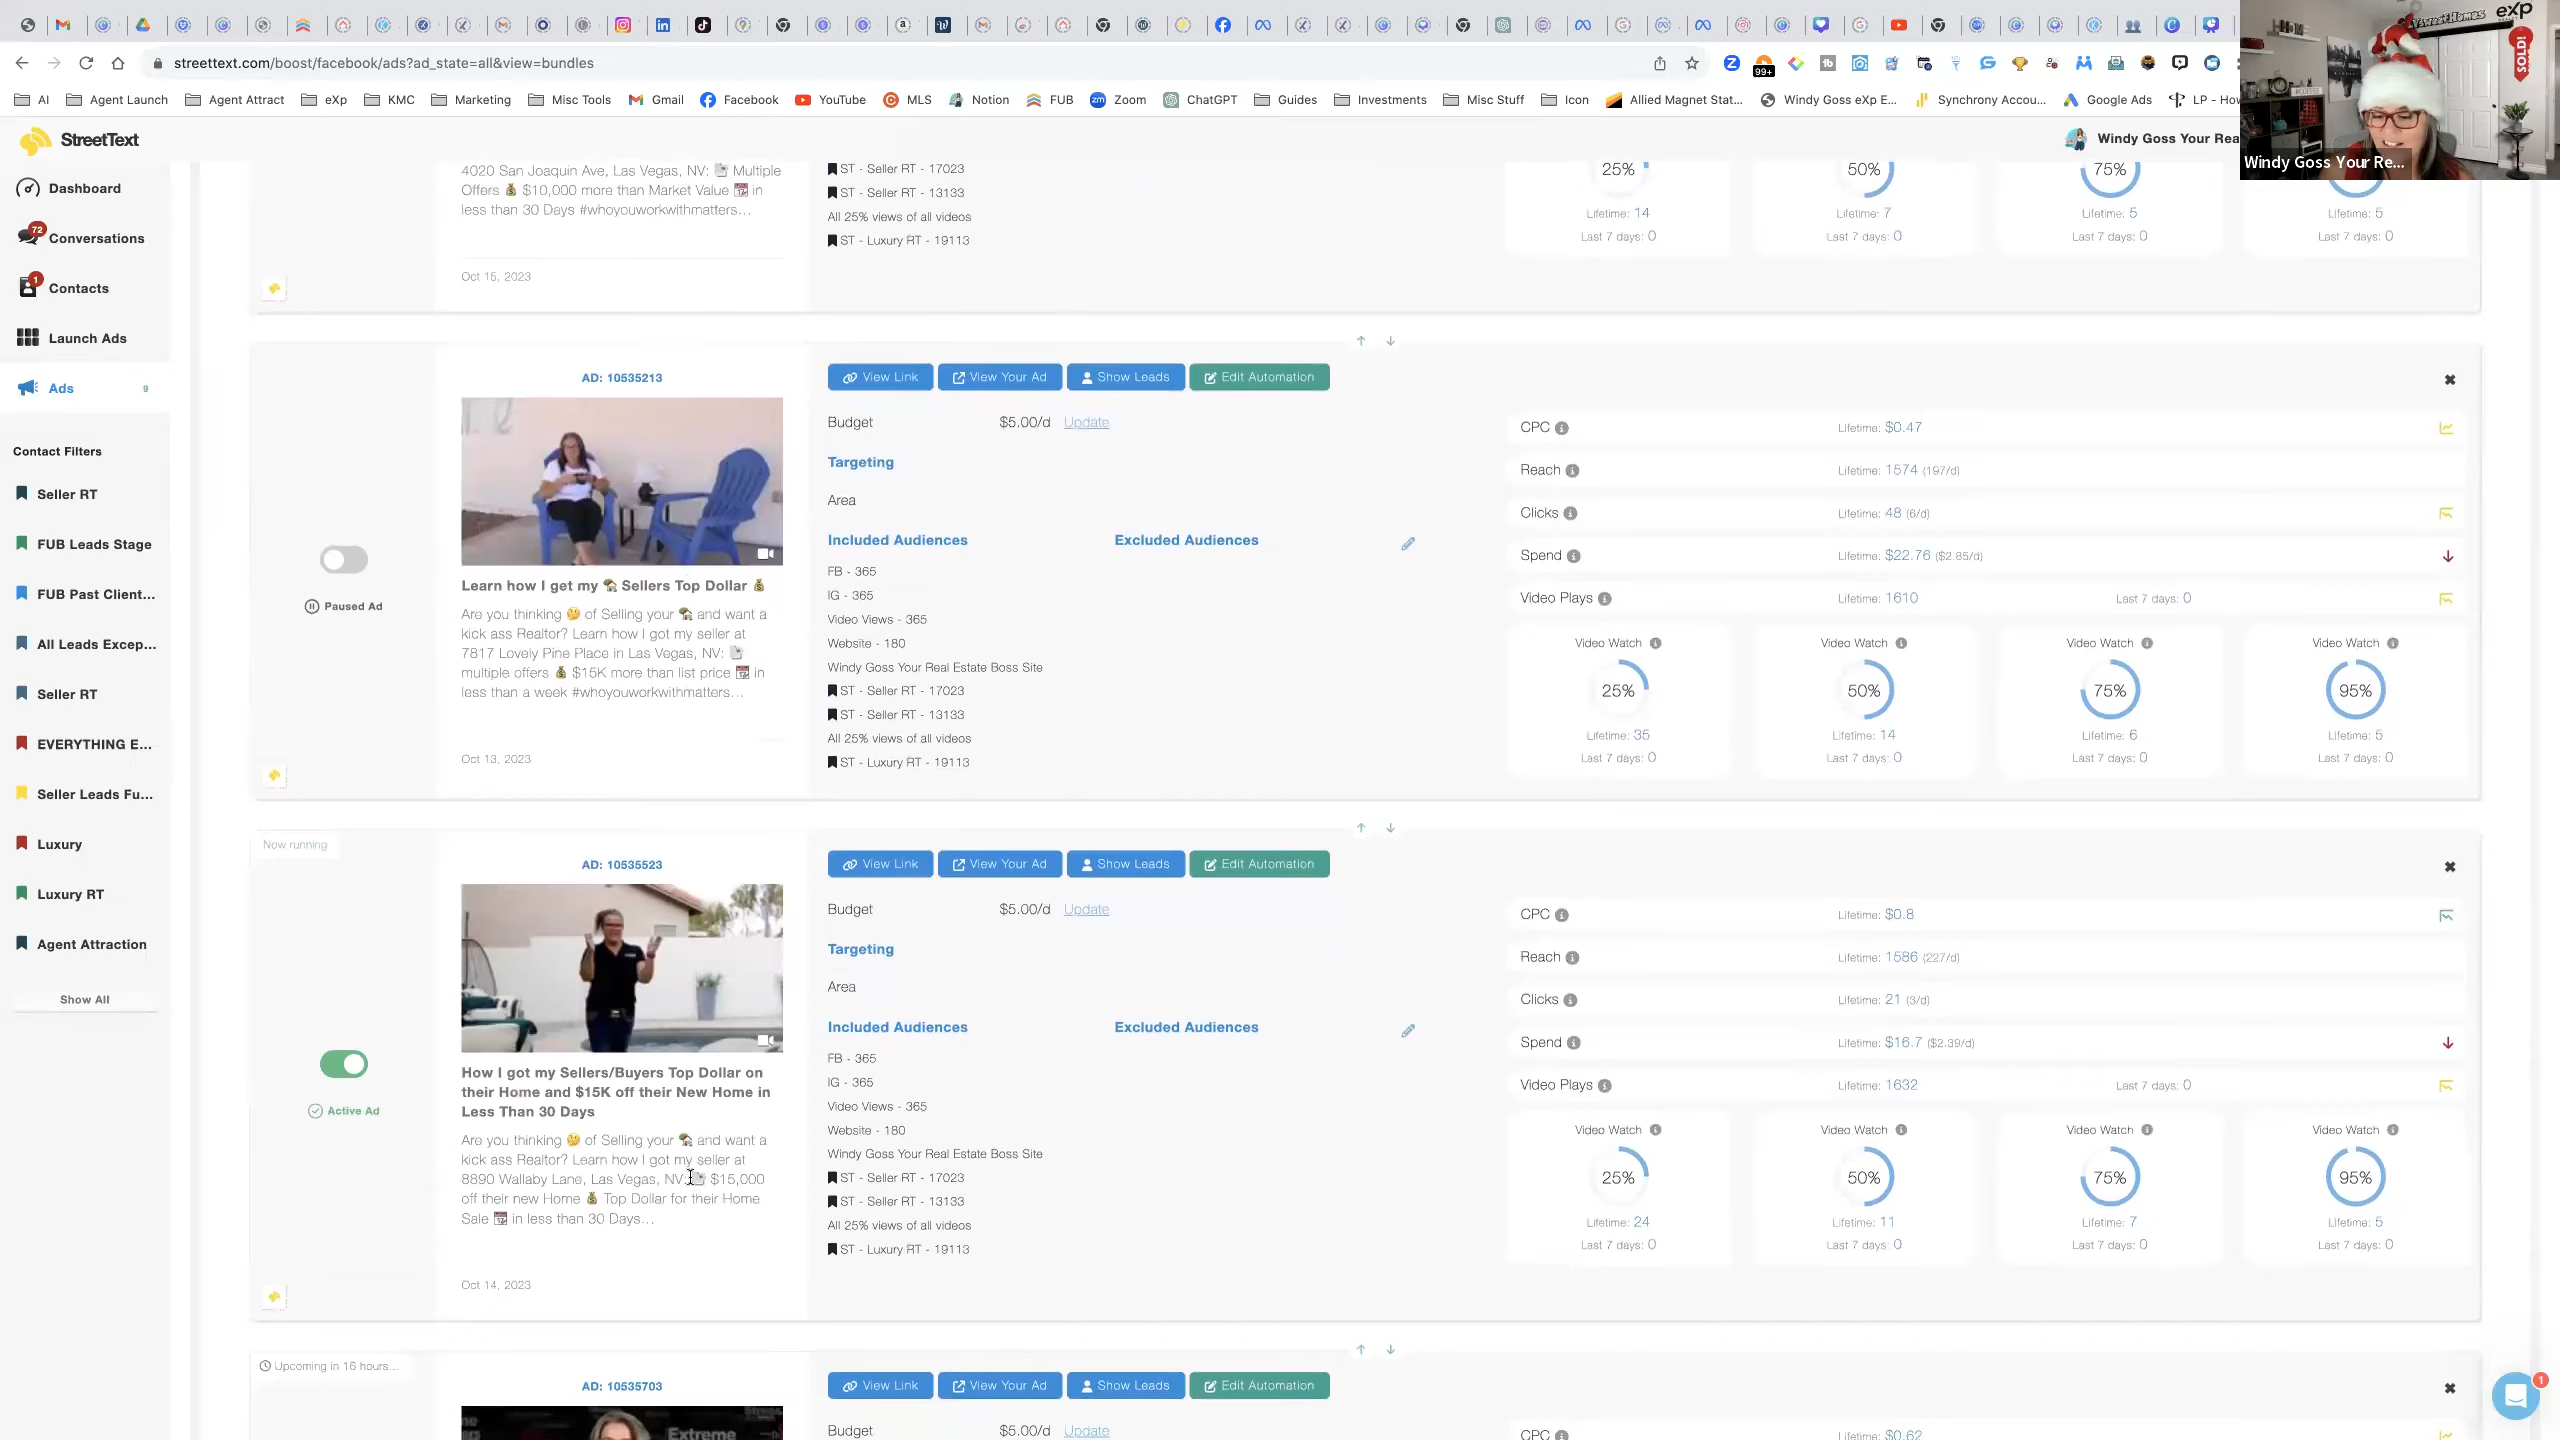 streettext.com/boost/facebook/ads?ad_state=all&view=bundles
99+
AI
Agent Launch
Agent Attract
eXp
KMC
Marketing
Misc Tools
Gmail
Facebook
YouTube
MLS
Notion
FUB
Zoom
ChatGPT
Guides
Investments
Misc Stuff
Icon
Allied Magnet Stat...
Windy Goss eXp E...
Synchrony Accou...
Google Ads
LP - Hov
StreetText
Windy Goss Your Rea
exp
SOLD!
Windy Goss Your Re...
Dashboard
72
Conversations
1
Contacts
Launch Ads
Ads
9
Contact Filters
Seller RT
FUB Leads Stage
FUB Past Client...
All Leads Excep...
Seller RT
EVERYTHING E...
Seller Leads Fu...
Luxury
Luxury RT
Agent Attraction
Show All
4020 San Joaquin Ave, Las Vegas, NV: Multiple
Offers 💰 $10,000 more than Market Value 📆 in
less than 30 Days #whoyouworkwithmatters...
Oct 15, 2023
ST - Seller RT - 17023
ST - Seller RT - 13133
All 25% views of all videos
ST - Luxury RT - 19113
25%
50%
75%
Lifetime: 14
Lifetime: 7
Lifetime: 5
Lifetime: 5
Last 7 days: 0
Last 7 days: 0
Last 7 days: 0
Last 7 days: 0
Paused Ad
AD: 10535213
Learn how I get my 🏡 Sellers Top Dollar 💰
Are you thinking 🤔 of Selling your 🏡 and want a
kick ass Realtor? Learn how I got my seller at
7817 Lovely Pine Place in Las Vegas, NV:
multiple offers 💰 $15K more than list price 📆 in
less than a week #whoyouworkwithmatters...
Oct 13, 2023
View Link
View Your Ad
Show Leads
Edit Automation
Budget $5.00/d Update
Targeting
Area
Included Audiences
Excluded Audiences
FB - 365
IG - 365
Video Views - 365
Website - 180
Windy Goss Your Real Estate Boss Site
ST - Seller RT - 17023
ST - Seller RT - 13133
All 25% views of all videos
ST - Luxury RT - 19113
CPC Lifetime: $0.47
Reach Lifetime: 1574 (197/d)
Clicks Lifetime: 48 (6/d)
Spend Lifetime: $22.76 ($2.85/d)
Video Plays Lifetime: 1610 Last 7 days: 0
Video Watch
Video Watch
Video Watch
Video Watch
25%
50%
75%
95%
Lifetime: 35
Lifetime: 14
Lifetime: 6
Lifetime: 5
Last 7 days: 0
Last 7 days: 0
Last 7 days: 0
Last 7 days: 0
Now running
Active Ad
AD: 10535523
How I got my Sellers/Buyers Top Dollar on
their Home and $15K off their New Home in
Less Than 30 Days
Are you thinking 🤔 of Selling your 🏡 and want a
kick ass Realtor? Learn how I got my seller at
8890 Wallaby Lane, Las Vegas, NV: $15,000
off their new Home 💰 Top Dollar for their Home
Sale 📆 in less than 30 Days...
Oct 14, 2023
View Link
View Your Ad
Show Leads
Edit Automation
Budget $5.00/d Update
Targeting
Area
Included Audiences
Excluded Audiences
FB - 365
IG - 365
Video Views - 365
Website - 180
Windy Goss Your Real Estate Boss Site
ST - Seller RT - 17023
ST - Seller RT - 13133
All 25% views of all videos
ST - Luxury RT - 19113
CPC Lifetime: $0.8
Reach Lifetime: 1586 (227/d)
Clicks Lifetime: 21 (3/d)
Spend Lifetime: $16.7 ($2.39/d)
Video Plays Lifetime: 1632 Last 7 days: 0
Video Watch
Video Watch
Video Watch
Video Watch
25%
50%
75%
95%
Lifetime: 24
Lifetime: 11
Lifetime: 7
Lifetime: 5
Last 7 days: 0
Last 7 days: 0
Last 7 days: 0
Last 7 days: 0
Upcoming in 16 hours...
AD: 10535703
Extreme
View Link
View Your Ad
Show Leads
Edit Automation
Budget $5.00/d Update
CPC Lifetime: $0.62
1